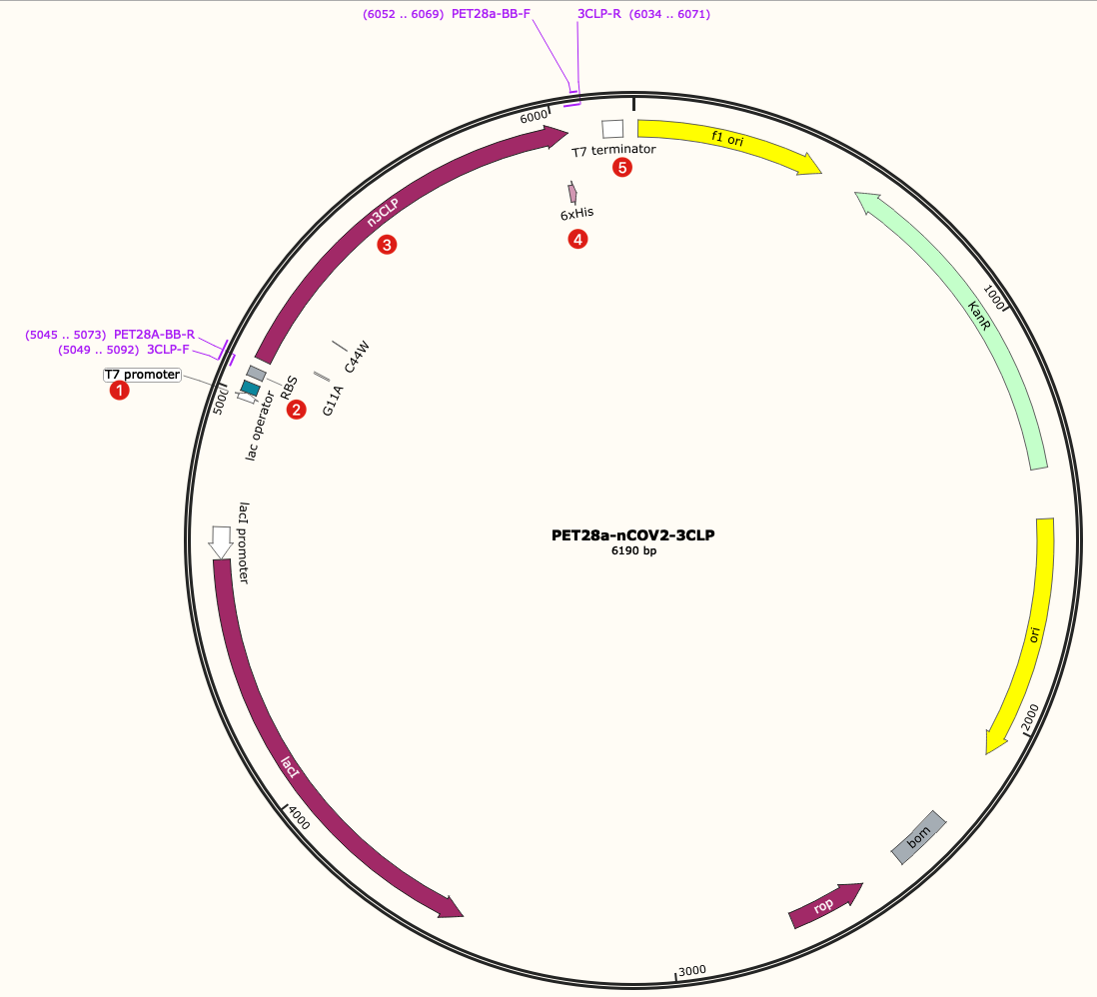 (6052 .. 6069) PET28a-BB-F
3CLP-R (6034 .. 6071)
6000
f1 ori
T7 terminator
5
n3CLP
6xHis
4
3
KanR
1000
(5045 .. 5073) PET28A-BB-R
(5049 .. 5092) 3CLP-F
T7 promoter
1
5000
lac operator
RBS
2
G11A
C44W
lacI promoter
PET28a-nCOV2-3CLP
6190 bp
ori
2000
lacI
4000
bom
rop
3000